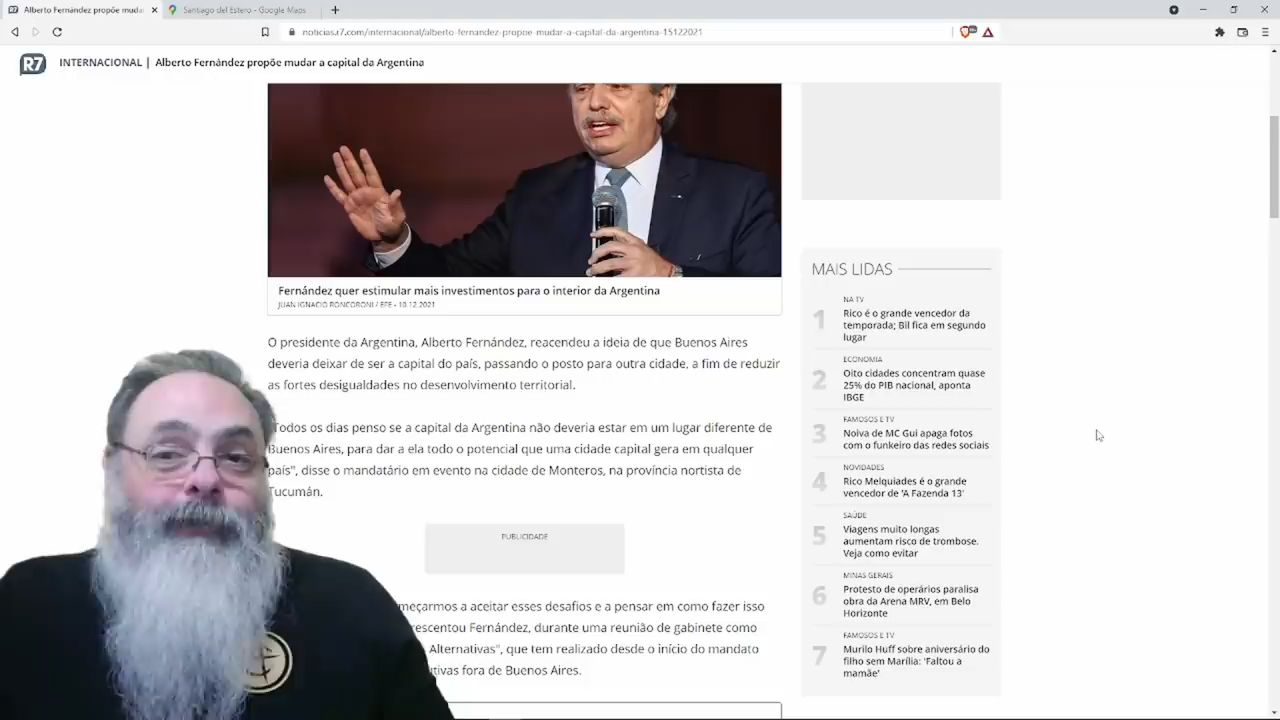 Alberto Fernández propõe muda
Santiago del Estero - Google Maps
noticias.r7.com/internacional/alberto-fernandez-propoe-mudar-a-capital-da-argentina-15122021
R7 INTERNACIONAL | Alberto Fernández propõe mudar a capital da Argentina
Fernández quer estimular mais investimentos para o interior da Argentina
JUAN IGNACIO RONCORONI / EFE - 10.12.2021
O presidente da Argentina, Alberto Fernández, reacendeu a ideia de que Buenos Aires
deveria deixar de ser a capital do país, passando o posto para outra cidade, a fim de reduzir
as fortes desigualdades no desenvolvimento territorial.
Todos os dias penso se a capital da Argentina não deveria estar em um lugar diferente de
Buenos Aires, para dar a ela todo o potencial que uma cidade capital gera em qualquer
país", disse o mandatário em evento na cidade de Monteros, na província nortista de
Tucumán.
PUBLICIDADE
meçarmos a aceitar esses desafios e a pensar em como fazer isso
rescentou Fernández, durante uma reunião de gabinete como
Alternativas", que tem realizado desde o início do mandato
utivas fora de Buenos Aires.
MAIS LIDAS
1
NA TV
Rico é o grande vencedor da
temporada; Bil fica em segundo
lugar
2
ECONOMIA
Oito cidades concentram quase
25% do PIB nacional, aponta
IBGE
3
FAMOSOS E TV
Noiva de MC Gui apaga fotos
com o funkeiro das redes sociais
4
NOVIDADES
Rico Melquiades é o grande
vencedor de 'A Fazenda 13'
5
SAÚDE
Viagens muito longas
aumentam risco de trombose.
Veja como evitar
6
MINAS GERAIS
Protesto de operários paralisa
obra da Arena MRV, em Belo
Horizonte
7
FAMOSOS E TV
Murilo Huff sobre aniversário do
filho sem Marília: 'Faltou a
mamãe'